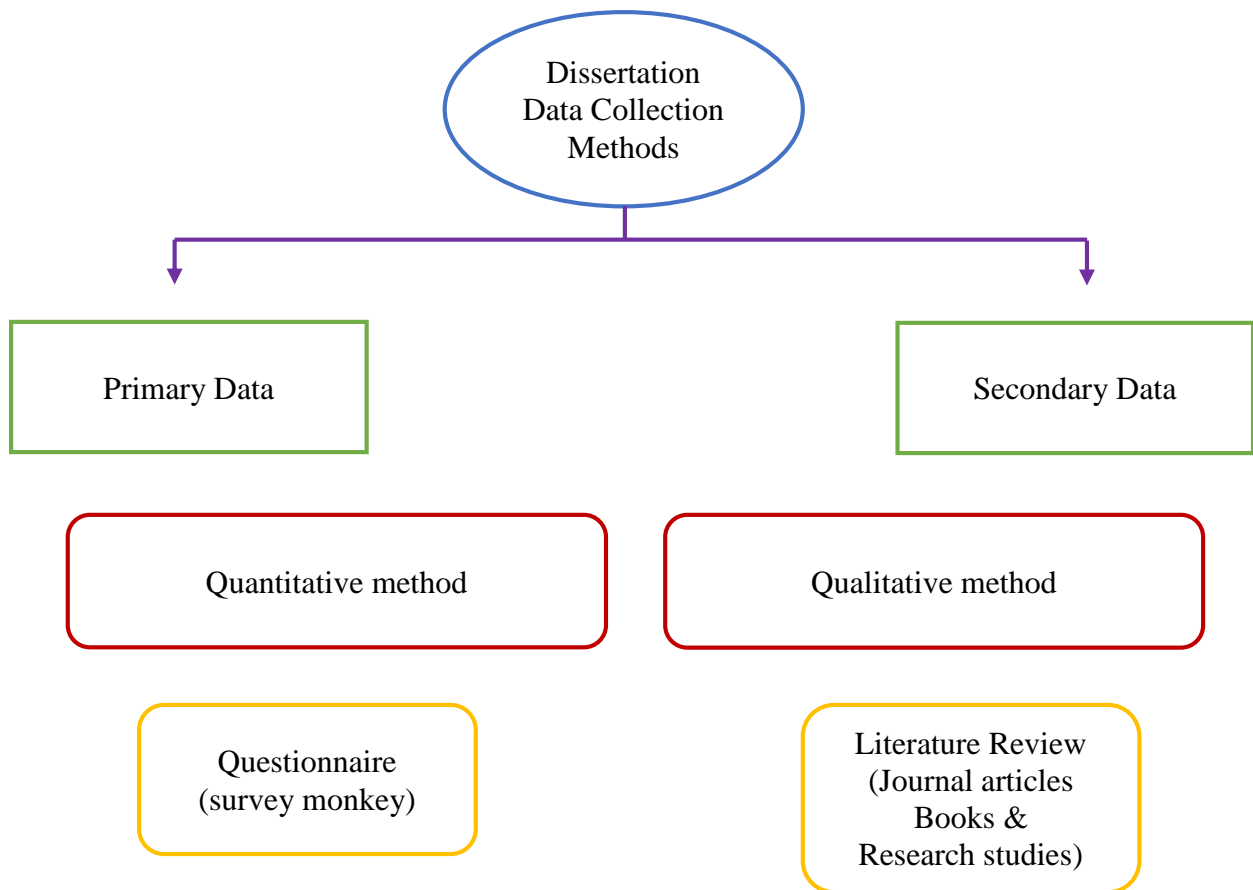 Dissertation
Data Collection
Methods
Primary Data
Secondary Data
Quantitative method
Qualitative method
Questionnaire
(survey monkey)
Literature Review
(Journal articles
Books &
Research studies)